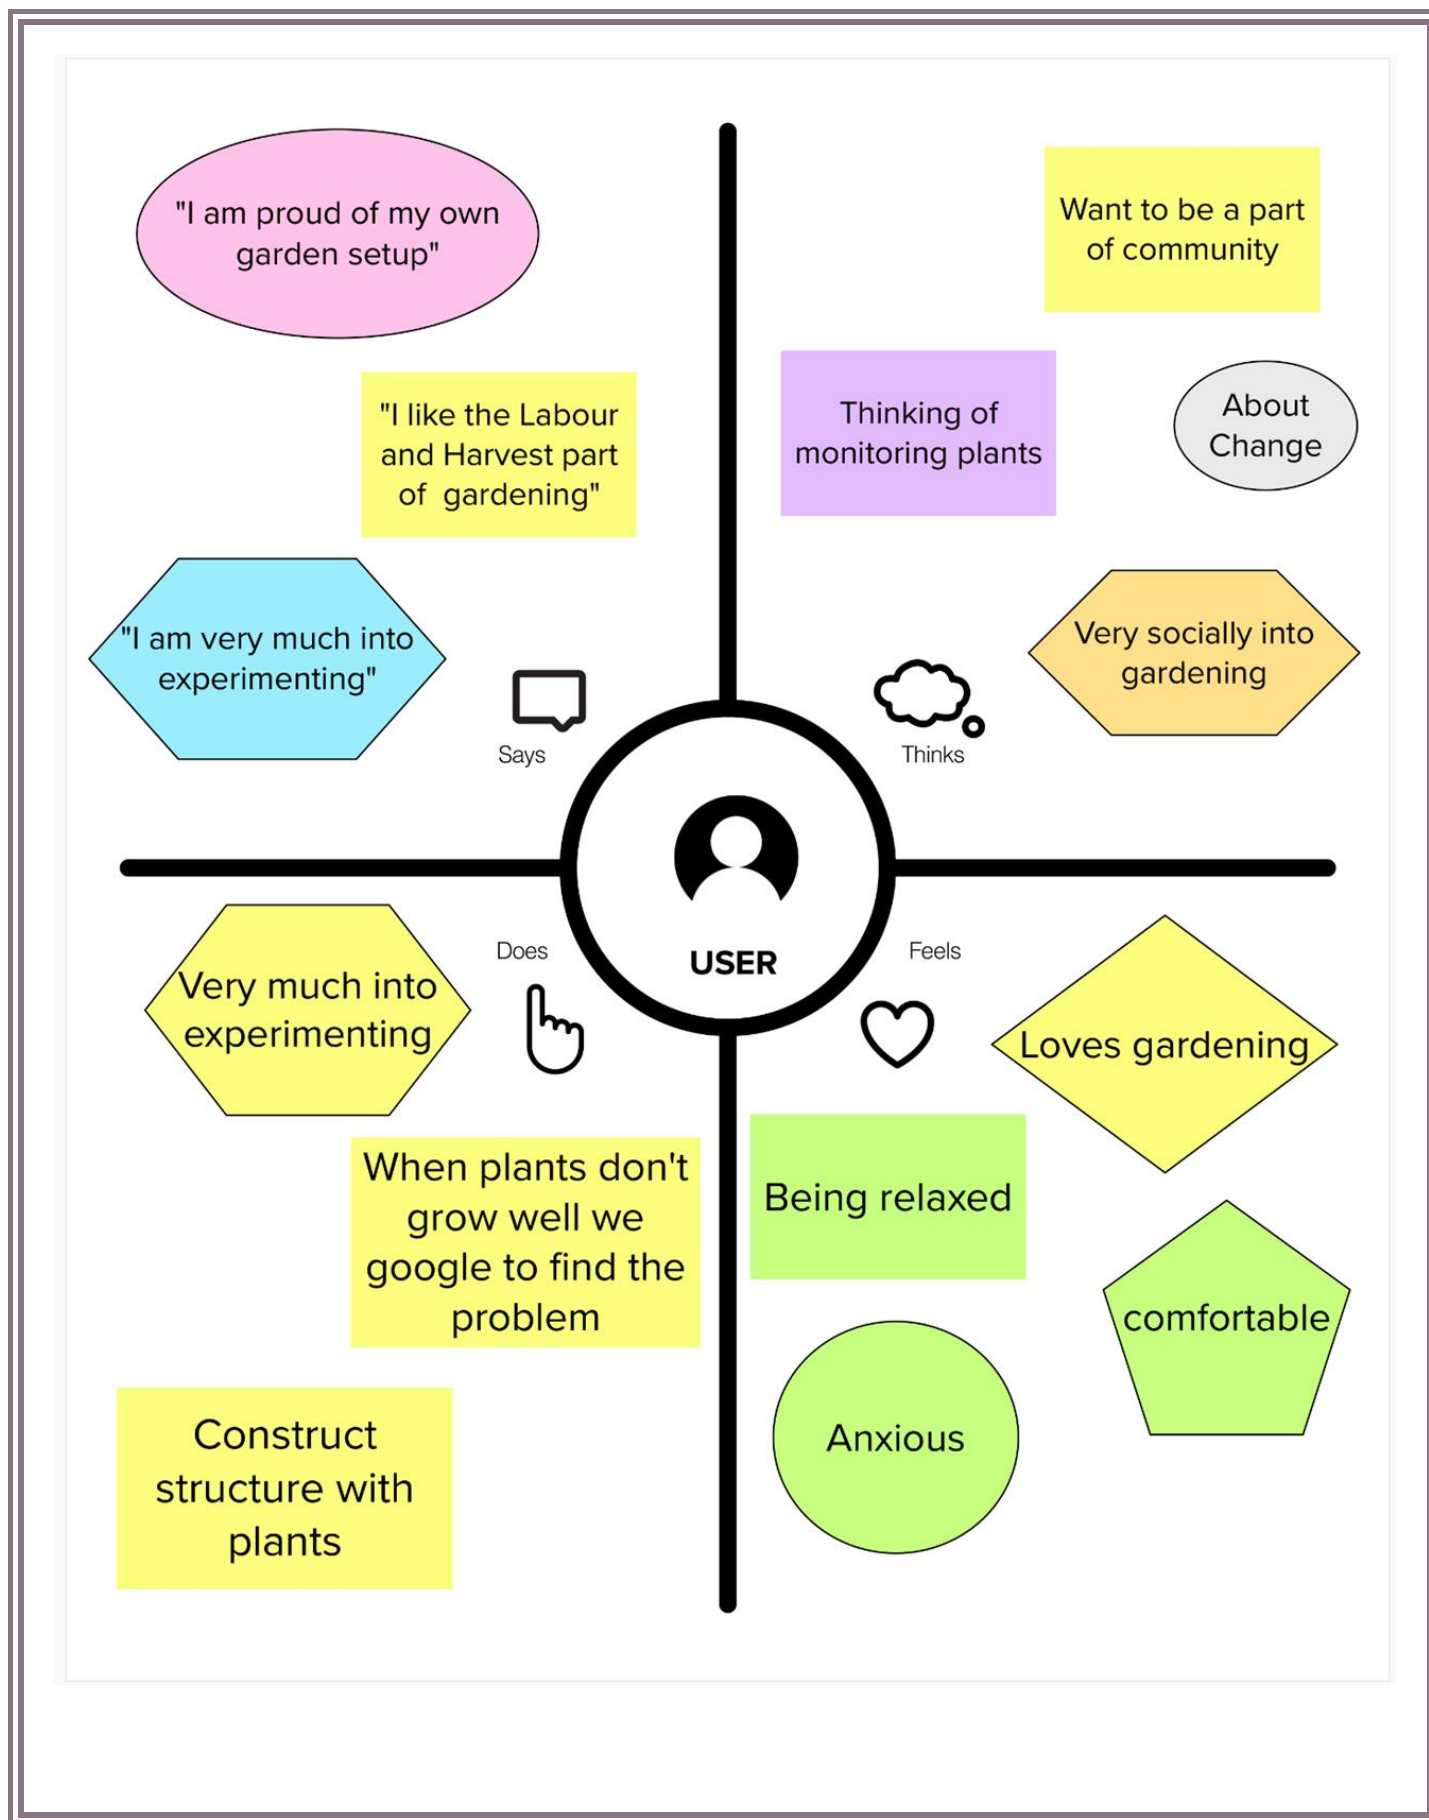 "I am proud of my own
garden setup"
"I like the Labour
and Harvest part
of  gardening"
"I am very much into
experimenting"
Says
Want to be a part
of community
Thinking of
monitoring plants
About
Change
Very socially into
gardening
Thinks
USER
Does
Very much into
experimenting
When plants don't
grow well we
google to find the
problem
Construct
structure with
plants
Feels
Loves gardening
Being relaxed
comfortable
Anxious